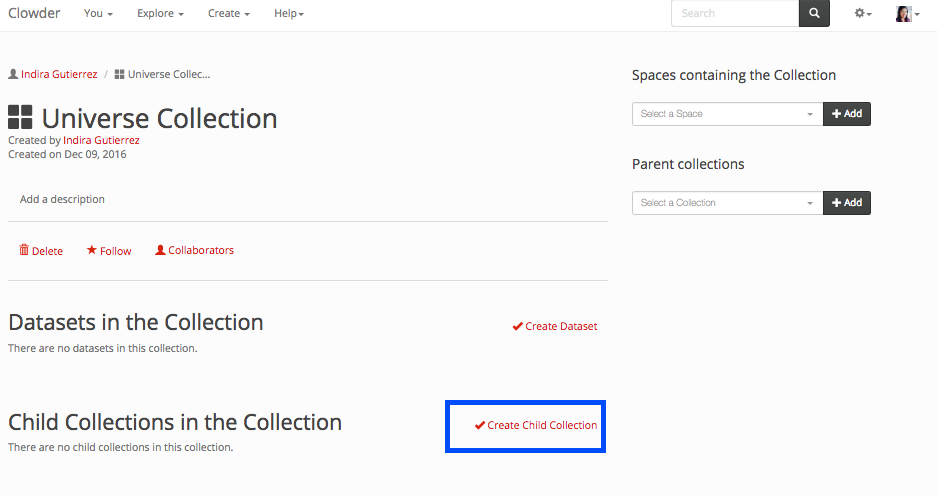 Clowder You Explore Create Help Search
Indira Gutierrez / Universe Collec...
Universe Collection
Created by Indira Gutierrez
Created on Dec 09, 2016
Add a description
Delete Follow Collaborators
Datasets in the Collection
Create Dataset
There are no datasets in this collection.
Child Collections in the Collection
Create Child Collection
There are no child collections in this collection.
Spaces containing the Collection
Select a Space Add
Parent collections
Select a Collection Add